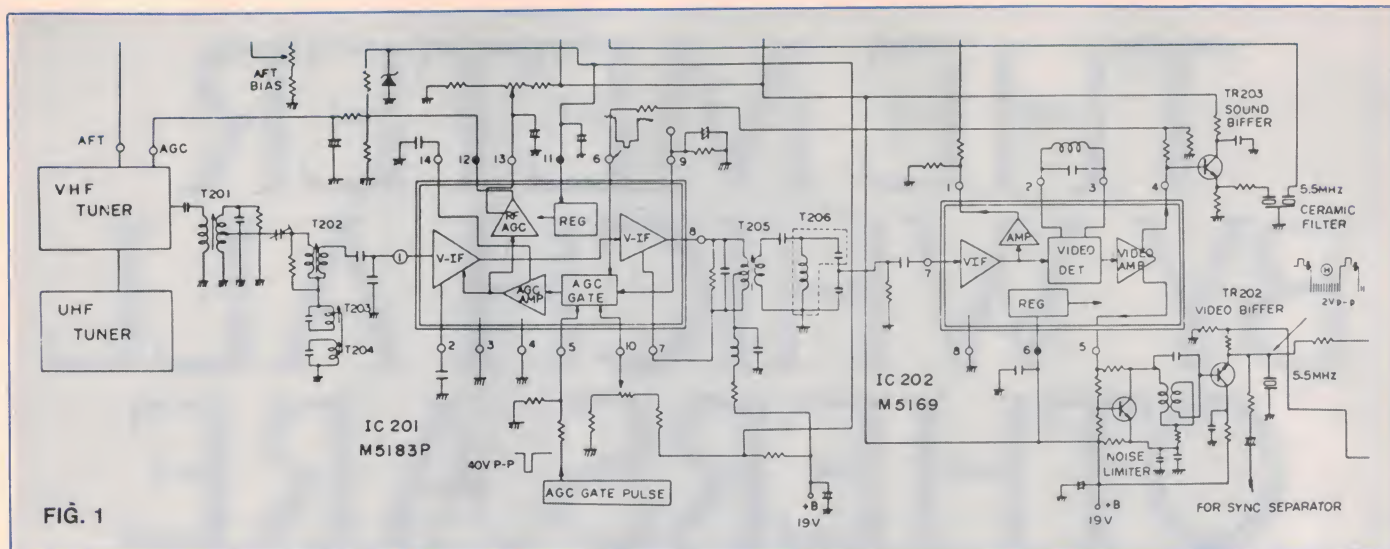 AFT
BIAS
AFT
AGC
VHF
TUNER
UHF
TUNER
T201
T202
T203
T204
14
12
13
11
6
9
1
V-IF
RF
AGC
REG
V-IF
AGC
AMP
AGC
GATE
8
2
3
4
5
10
7
IC 201
M5183P
40V P-P
AGC GATE PULSE
T205
T206
+B
19V
1
2
3
4
7
VIF
AMP
VIDEO
DET
VIDEO
AMP
REG
8
6
5
IC 202
M5169
NOISE
LIMITER
+B
19V
TR203
SOUND
BIFFER
5.5MHZ
CERAMIC
FILTER
H
2V P-P
TR202
VIDEO BIFFER
5.5MHZ
FOR SYNC SEPARATOR
FIG. 1